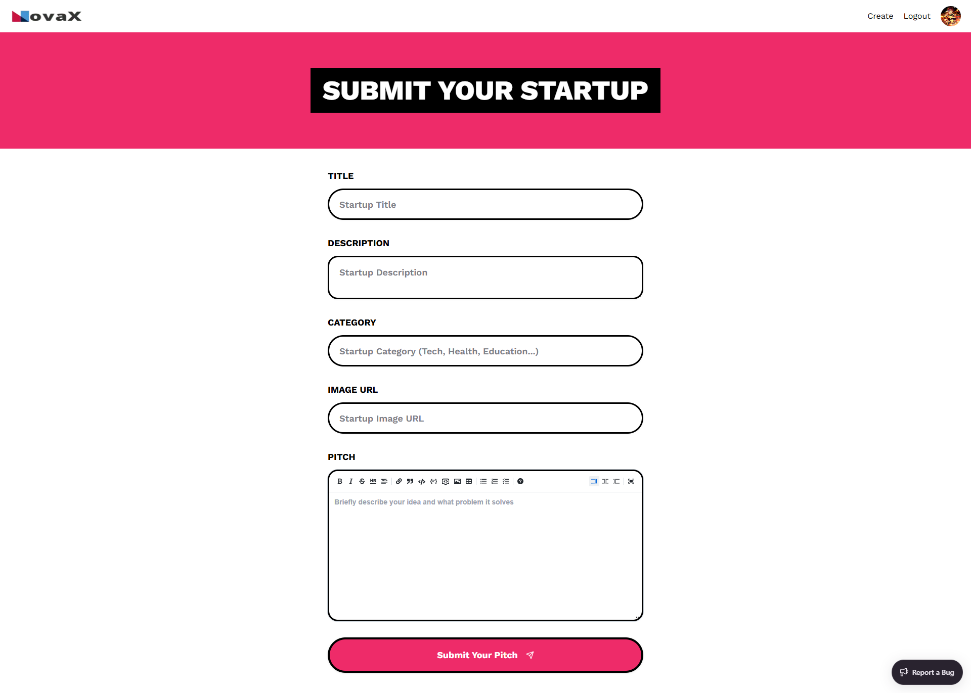 NovaX
Create
Logout
SUBMIT YOUR STARTUP
TITLE
Startup Title
DESCRIPTION
Startup Description
CATEGORY
Startup Category (Tech, Health, Education...)
IMAGE URL
Startup Image URL
PITCH
Briefly describe your idea and what problem it solves
Submit Your Pitch
Report a Bug